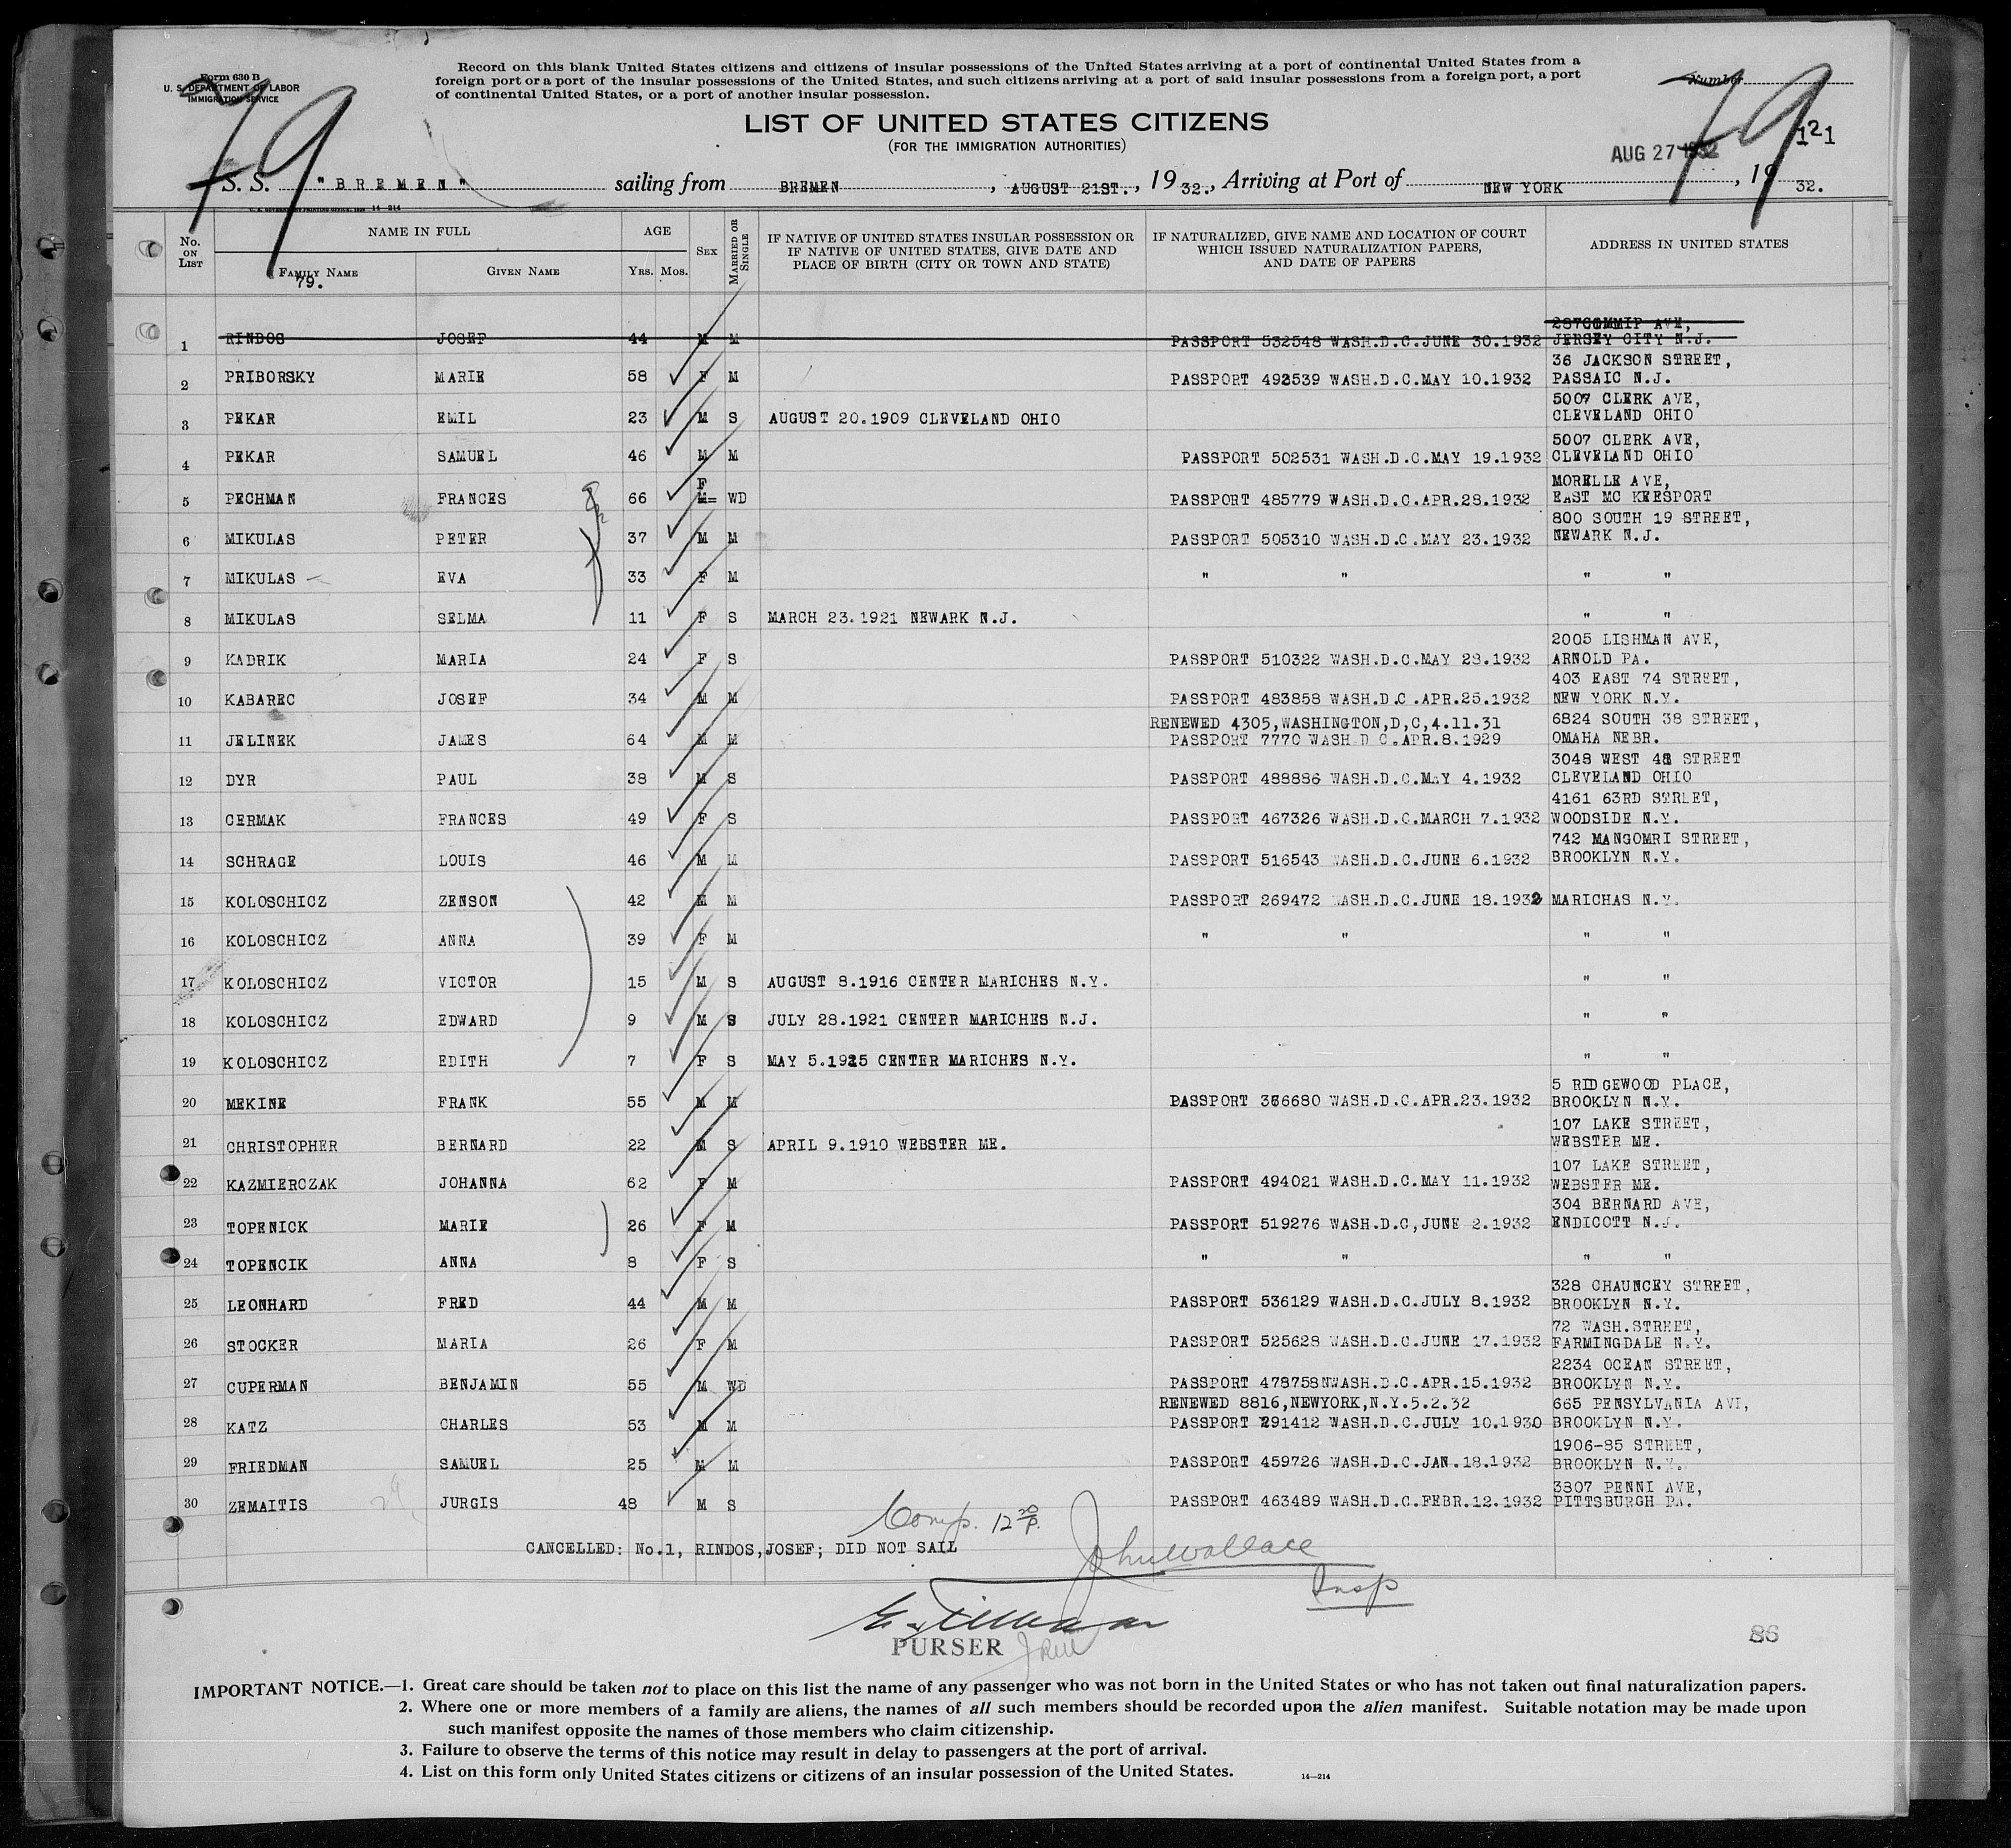 Form 630 B
U. S. DEPARTMENT OF LABOR
IMMIGRATION SERVICE
79
Record on this blank United States citizens and citizens of insular possessions of the United States arriving at a port of continental United States from a
foreign port or a port of the insular possessions of the United States, and such citizens arriving at a port of said insular possessions from a foreign port, a port
of continental United States, or a port of another insular possession.
Number
79
121
LIST OF UNITED STATES CITIZENS
(FOR THE IMMIGRATION AUTHORITIES)
AUG 27 1932
S. S. "BREMEN" sailing from BREMEN, AUGUST 21ST., 19 32., Arriving at Port of NEW YORK, 19 32.
14-214
No. ON LIST
NAME IN FULL
FAMILY NAME
79.
GIVEN NAME
AGE
YRS. MOS.
SEX
MARRIED OR SINGLE
IF NATIVE OF UNITED STATES INSULAR POSSESSION OR
IF NATIVE OF UNITED STATES, GIVE DATE AND
PLACE OF BIRTH (CITY OR TOWN AND STATE)
IF NATURALIZED, GIVE NAME AND LOCATION OF COURT
WHICH ISSUED NATURALIZATION PAPERS,
AND DATE OF PAPERS
ADDRESS IN UNITED STATES
AVE,
1 RINDOS JOSEF 44 M M PASSPORT 532548 WASH.D.C.JUNE 30.1932 JERSEY CITY N.J.
36 JACKSON STREET,
2 PRIBORSKY MARIE 58 F M PASSPORT 492539 WASH.D.C.MAY 10.1932 PASSAIC N.J.
5007 CLERK AVE,
3 PEKAR EMIL 23 M S AUGUST 20.1909 CLEVELAND OHIO CLEVELAND OHIO
5007 CLERK AVE,
4 PEKAR SAMUEL 46 M M PASSPORT 502531 WASH.D.C.MAY 19.1932 CLEVELAND OHIO
MORELLE AVE,
F
5 PECHMAN FRANCES 66 M= WD PASSPORT 485779 WASH.D.C.APR.28.1932 EAST MC KEESPORT
800 SOUTH 19 STREET,
6 MIKULAS PETER 37 M M PASSPORT 505310 WASH.D.C.MAY 23.1932 NEWARK N.J.
7 MIKULAS EVA 33 F M " " " "
8 MIKULAS SELMA 11 F S MARCH 23.1921 NEWARK N.J. " "
2005 LISHMAN AVE,
9 KADRIK MARIA 24 F S PASSPORT 510322 WASH.D.C.MAY 28.1932 ARNOLD PA.
403 EAST 74 STREET,
10 KABAREC JOSEF 34 M M PASSPORT 483858 WASH.D.C.APR.25.1932 NEW YORK N.Y.
RENEWED 4305,WASHINGTON,D,C,4.11.31 6824 SOUTH 38 STREET,
11 JELINEK JAMES 64 M M PASSPORT 7770 WASH D C.APR.8.1929 OMAHA NEBR.
3048 WEST 48 STREET
12 DYR PAUL 38 M S PASSPORT 488886 WASH.D.C.MAY 4.1932 CLEVELAND OHIO
4161 63RD STREET,
13 CERMAK FRANCES 49 F S PASSPORT 467326 WASH.D.C.MARCH 7.1932 WOODSIDE N.Y.
742 MANGOMRI STREET,
14 SCHRAGE LOUIS 46 M M PASSPORT 516543 WASH.D.C.JUNE 6.1932 BROOKLYN N.Y.
15 KOLOSCHICZ ZENSON 42 M M PASSPORT 269472 WASH.D.C.JUNE 18.1932 MARICHAS N.Y.
16 KOLOSCHICZ ANNA 39 F M " " " "
17 KOLOSCHICZ VICTOR 15 M S AUGUST 8.1916 CENTER MARICHES N.Y. " "
18 KOLOSCHICZ EDWARD 9 M S JULY 28.1921 CENTER MARICHES N.J. " "
19 KOLOSCHICZ EDITH 7 F S MAY 5.1925 CENTER MARICHES N.Y. " "
5 RIDGEWOOD PLACE,
20 MEKINE FRANK 55 M M PASSPORT 366680 WASH.D.C.APR.23.1932 BROOKLYN N.Y.
107 LAKE STREET,
21 CHRISTOPHER BERNARD 22 M S APRIL 9.1910 WEBSTER ME. WEBSTER ME.
107 LAKE STREET,
22 KAZMIERCZAK JOHANNA 62 F M PASSPORT 494021 WASH.D.C.MAY 11.1932 WEBSTER ME.
304 BERNARD AVE,
23 TOPENICK MARIE 26 F M PASSPORT 519276 WASH.D.C,JUNE 2.1932 ENDICOTT N.J.
24 TOPENCIK ANNA 8 F S " " " "
328 CHAUNCEY STREET,
25 LEONHARD FRED 44 M M PASSPORT 536129 WASH.D.C.JULY 8.1932 BROOKLYN N.Y.
72 WASH.STREET,
26 STOCKER MARIA 26 F M PASSPORT 525628 WASH.D.C.JUNE 17.1932 FARMINGDALE N.Y.
2234 OCEAN STREET,
27 CUPERMAN BENJAMIN 55 M WD PASSPORT 478758NWASH.D.C.APR.15.1932 BROOKLYN N.Y.
RENEWED 8816,NEWYORK,N.Y.5.2.32 665 PENSYLVANIA AVE,
28 KATZ CHARLES 53 M M PASSPORT 291412 WASH.D.C.JULY 10.1930 BROOKLYN N.Y.
1906-85 STREET,
29 FRIEDMAN SAMUEL 25 M M PASSPORT 459726 WASH.D.C.JAN.18.1932 BROOKLYN N.Y.
3807 PENNI AVE,
30 ZEMAITIS JURGIS 48 M S PASSPORT 463489 WASH.D.C.FEBR.12.1932 PITTSBURGH PA.
Comp. 12 20/P.
CANCELLED: No.1, RINDOS,JOSEF; DID NOT SAIL
John Wallace
Insp
PURSER
86
IMPORTANT NOTICE.—1. Great care should be taken not to place on this list the name of any passenger who was not born in the United States or who has not taken out final naturalization papers.
2. Where one or more members of a family are aliens, the names of all such members should be recorded upon the alien manifest. Suitable notation may be made upon
such manifest opposite the names of those members who claim citizenship.
3. Failure to observe the terms of this notice may result in delay to passengers at the port of arrival.
4. List on this form only United States citizens or citizens of an insular possession of the United States.
14—214